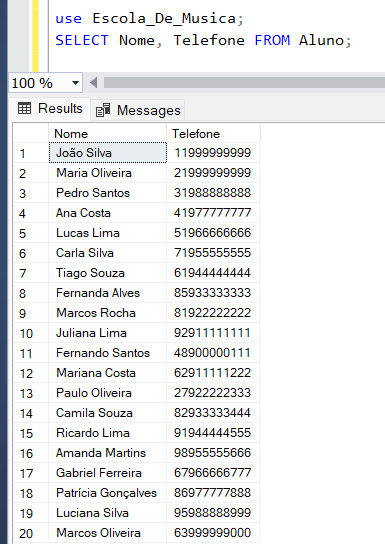 use Escola_De_Musica;
SELECT Nome, Telefone FROM Aluno;
100 %
Results Messages
Nome Telefone
1 João Silva 11999999999
2 Maria Oliveira 21999999999
3 Pedro Santos 31988888888
4 Ana Costa 41977777777
5 Lucas Lima 51966666666
6 Carla Silva 71955555555
7 Tiago Souza 61944444444
8 Fernanda Alves 85933333333
9 Marcos Rocha 81922222222
10 Juliana Lima 92911111111
11 Fernando Santos 48900000111
12 Mariana Costa 62911111222
13 Paulo Oliveira 27922222333
14 Camila Souza 82933333444
15 Ricardo Lima 91944444555
16 Amanda Martins 98955555666
17 Gabriel Ferreira 67966666777
18 Patrícia Gonçalves 86977777888
19 Luciana Silva 95988888999
20 Marcos Oliveira 63999999000